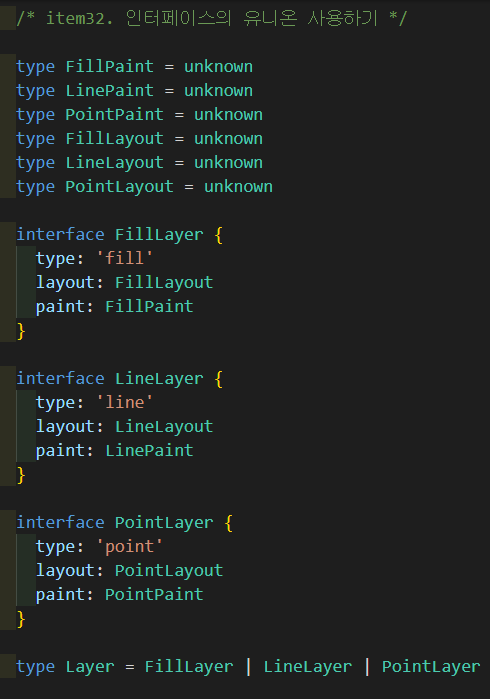 /* item32. 인터페이스의 유니온 사용하기 */
type FillPaint = unknown
type LinePaint = unknown
type PointPaint = unknown
type FillLayout = unknown
type LineLayout = unknown
type PointLayout = unknown
interface FillLayer {
type: 'fill'
layout: FillLayout
paint: FillPaint
}
interface LineLayer {
type: 'line'
layout: LineLayout
paint: LinePaint
}
interface PointLayer {
type: 'point'
layout: PointLayout
paint: PointPaint
}
type Layer = FillLayer | LineLayer | PointLayer